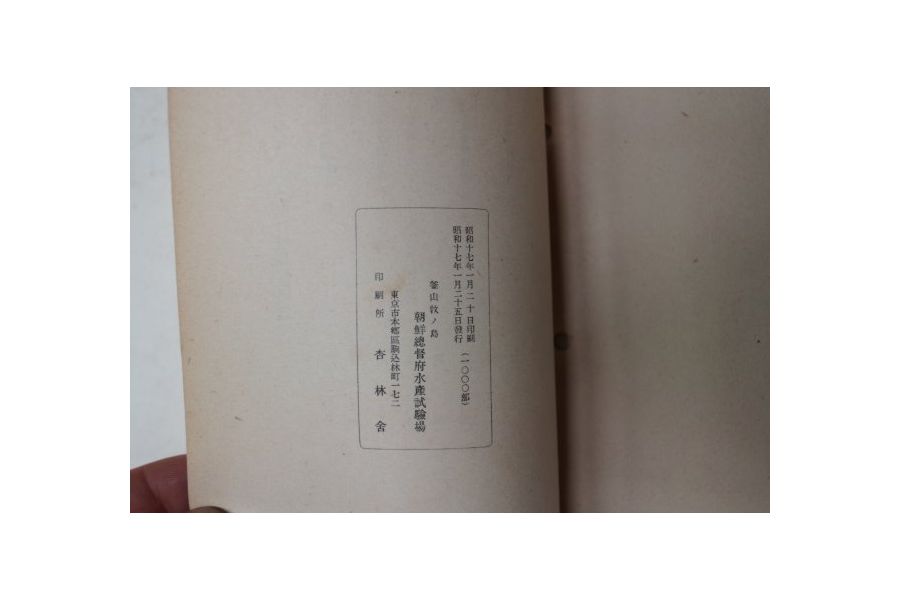 昭和十七年一月二十日印刷
昭和十七年一月二十五日發行
(一〇〇〇部)
釜山牧ノ島
朝鮮總督府水產試驗場
東京市本鄕區駒込林町一七二
印刷所 杏林舍